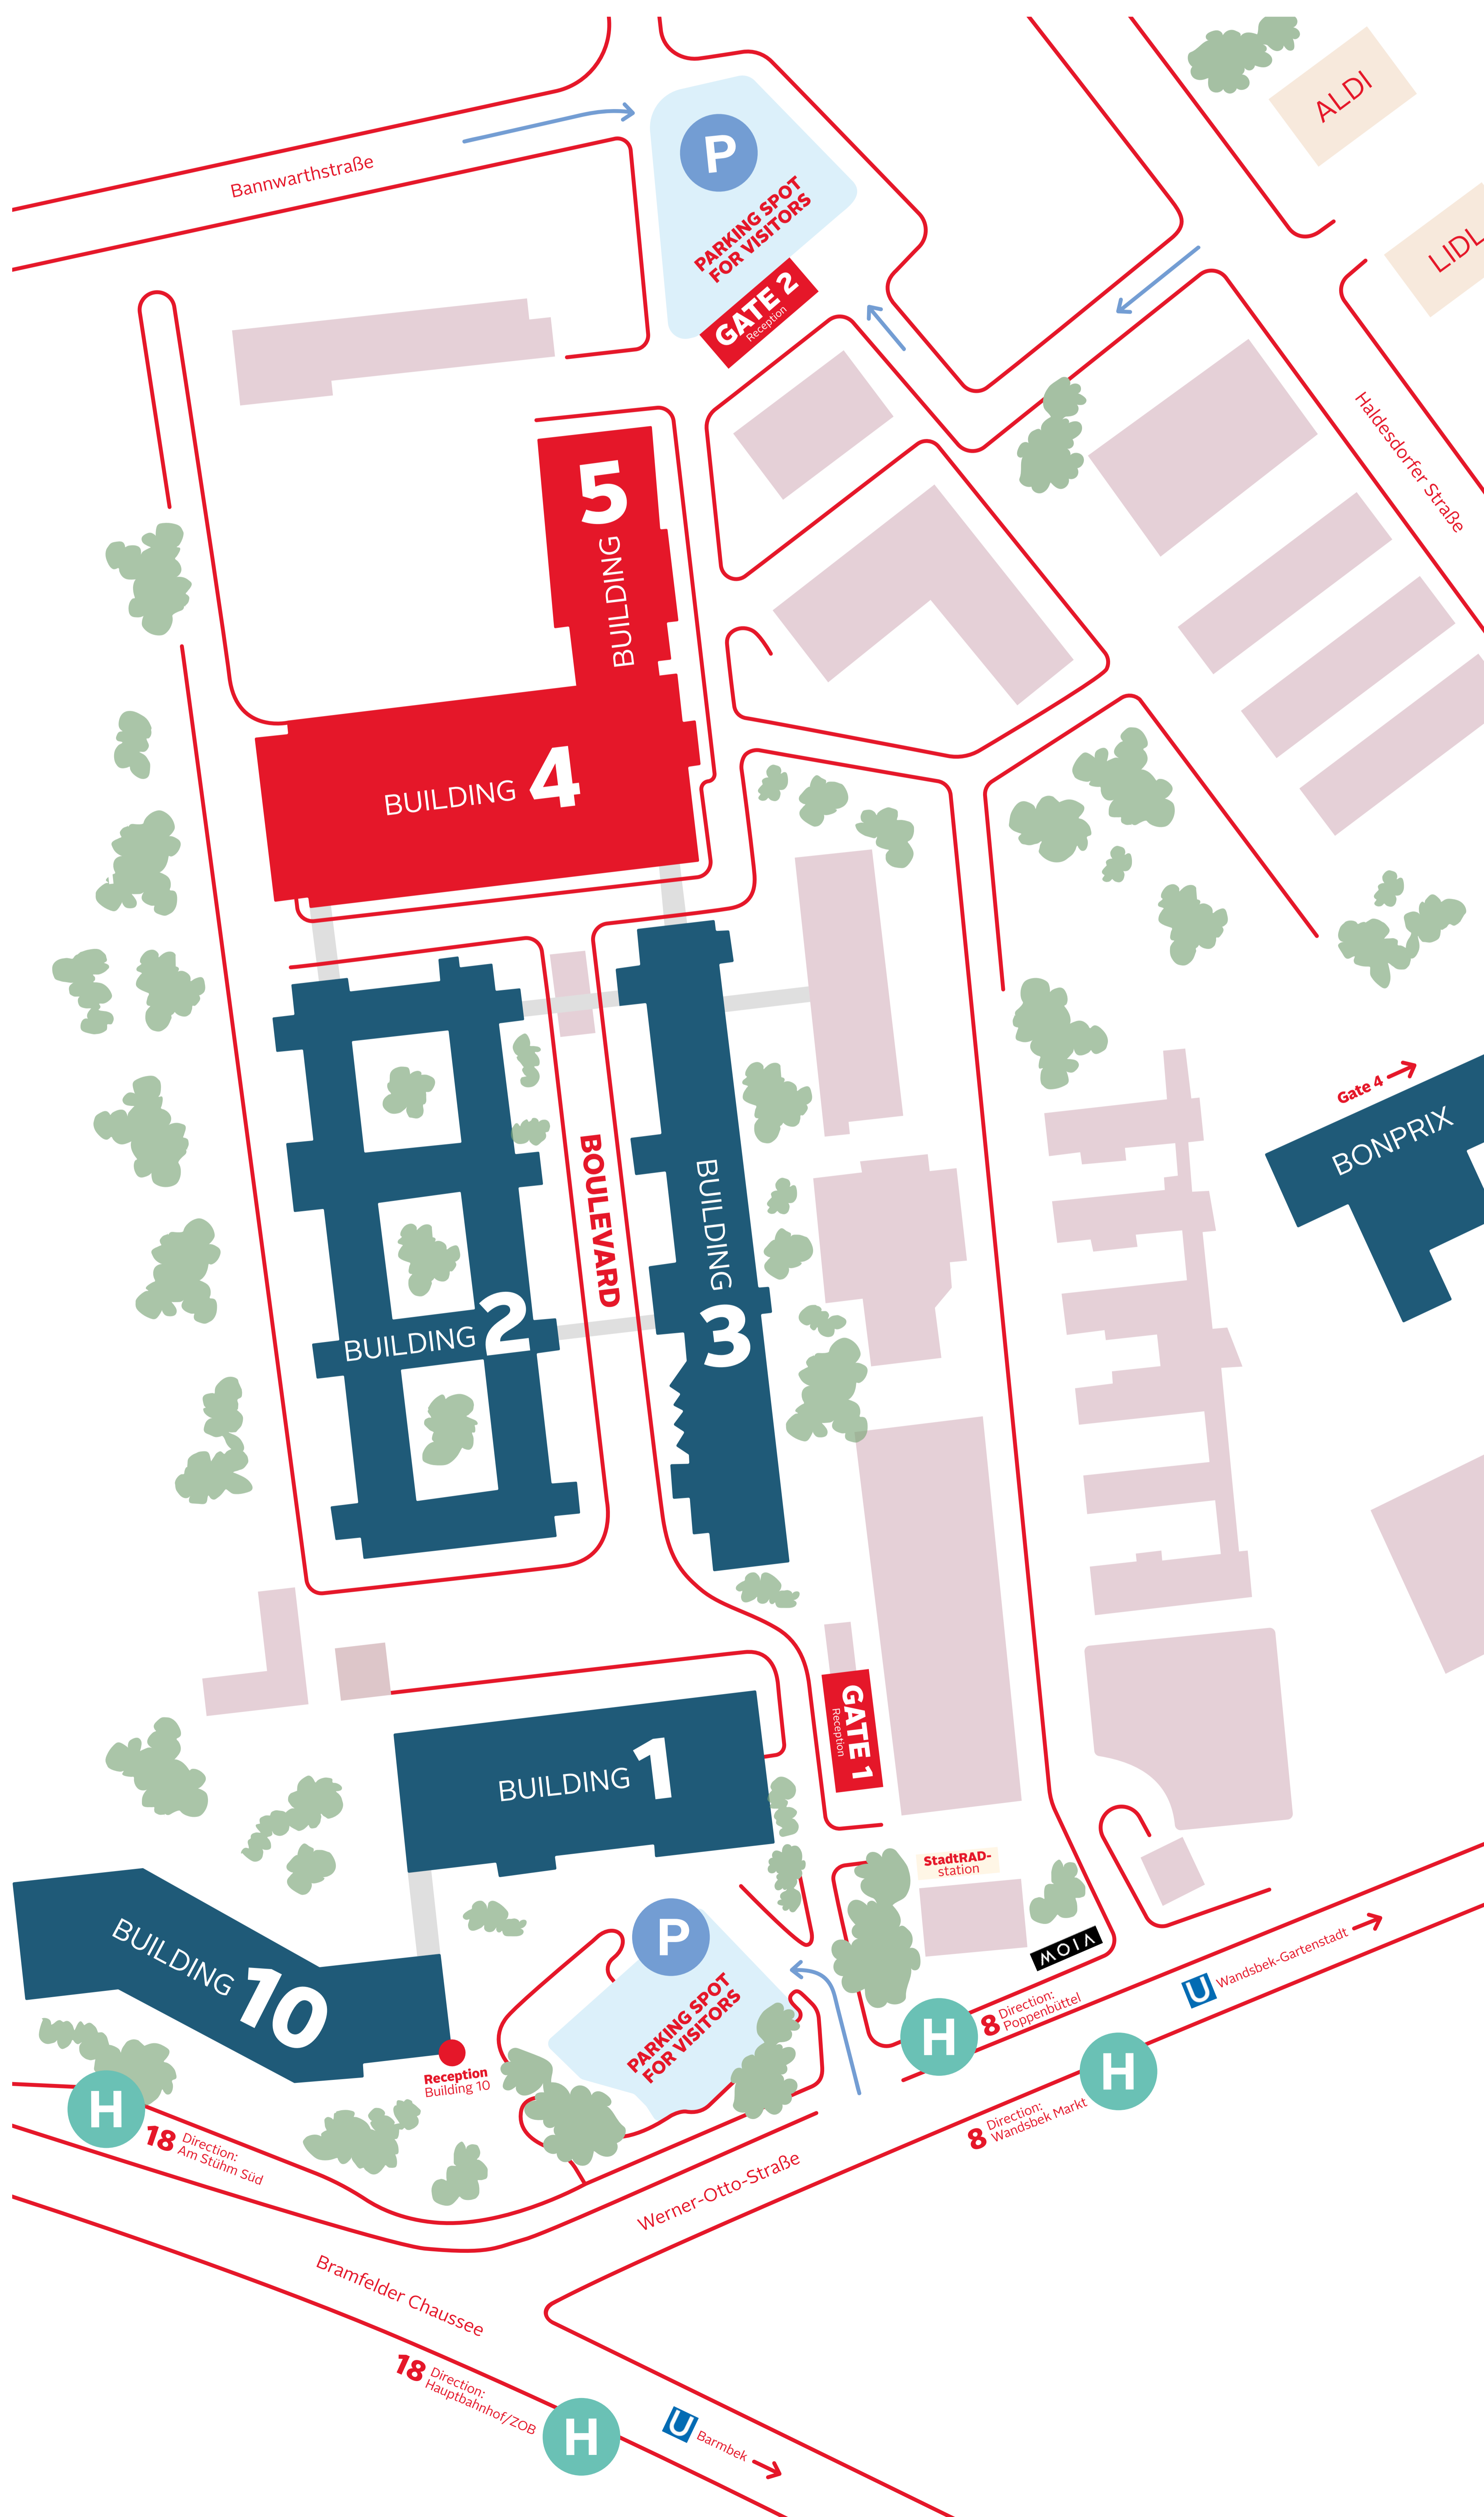 ALDI
Bannwarthstraße
P
PARKING SPOT
FOR VISITORS
GATE 2
Reception
LIDL
Haldesdorfer Straße
5
BUILDING
BUILDING 4
Gate 4
BONPRIX
BOULEVARD
BUILDING 3
BUILDING 2
GATE 1
Reception
BUILDING 1
StadtRAD-
station
MOIA
BUILDING 10
P
PARKING SPOT
FOR VISITORS
Reception
Building 10
H
8 Direction:
Poppenbüttel
U Wandsbek-Gartenstadt
H
8 Direction:
Wandsbek Markt
H
18 Direction:
Am Stühm Süd
Werner-Otto-Straße
Bramfelder Chaussee
18 Direction:
Hauptbahnhof/ZOB
H
U Barmbek